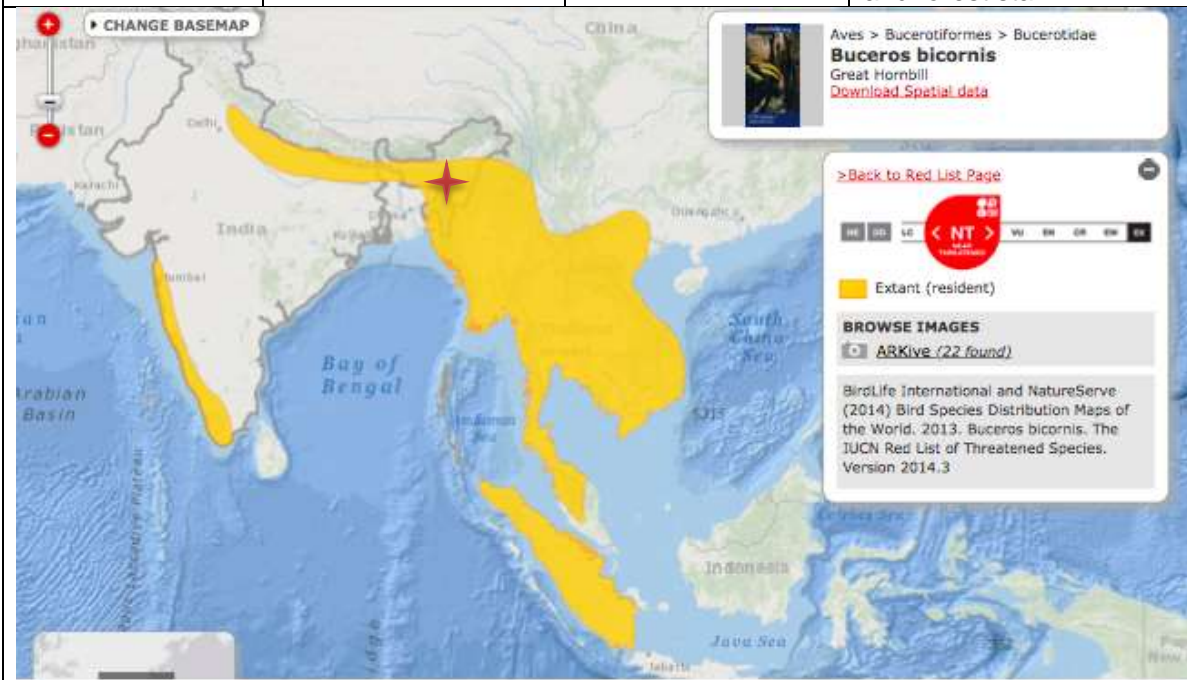 CHANGE BASEMAP
China
Aves > Bucerotiformes > Bucerotidae
Buceros bicornis
Great Hornbill
Download Spatial data
Delhi
Karachi
India
Mumbai
Bay of
Bengal
South
China
Sea
Arabian
Basin
Indonesia
Java Sea
>Back to Red List Page
LC
< NT >
NEAR
THREATENED
VU
EN
CR
EW
EX
Extant (resident)
BROWSE IMAGES
ARKive (22 found)
BirdLife International and NatureServe
(2014) Bird Species Distribution Maps of
the World. 2013. Buceros bicornis. The
IUCN Red List of Threatened Species.
Version 2014.3